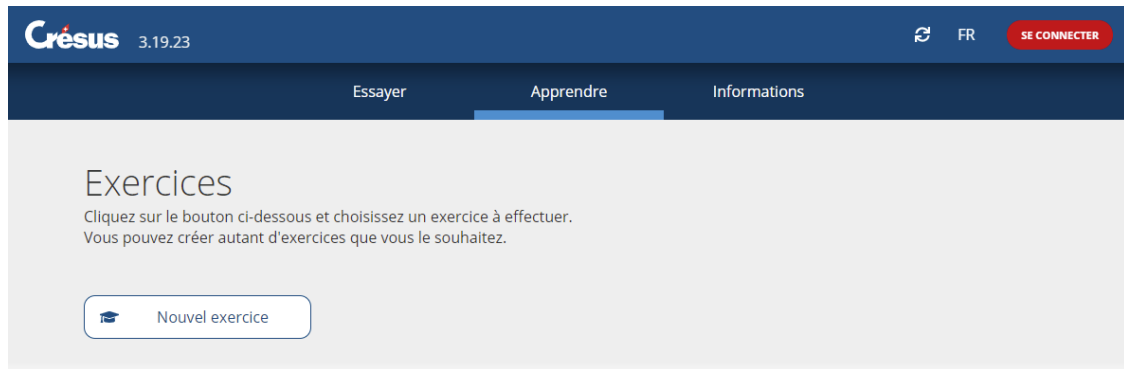 Crésus 3.19.23 FR SE CONNECTER
Essayer Apprendre Informations
Exercices
Cliquez sur le bouton ci-dessous et choisissez un exercice à effectuer.
Vous pouvez créer autant d'exercices que vous le souhaitez.
Nouvel exercice